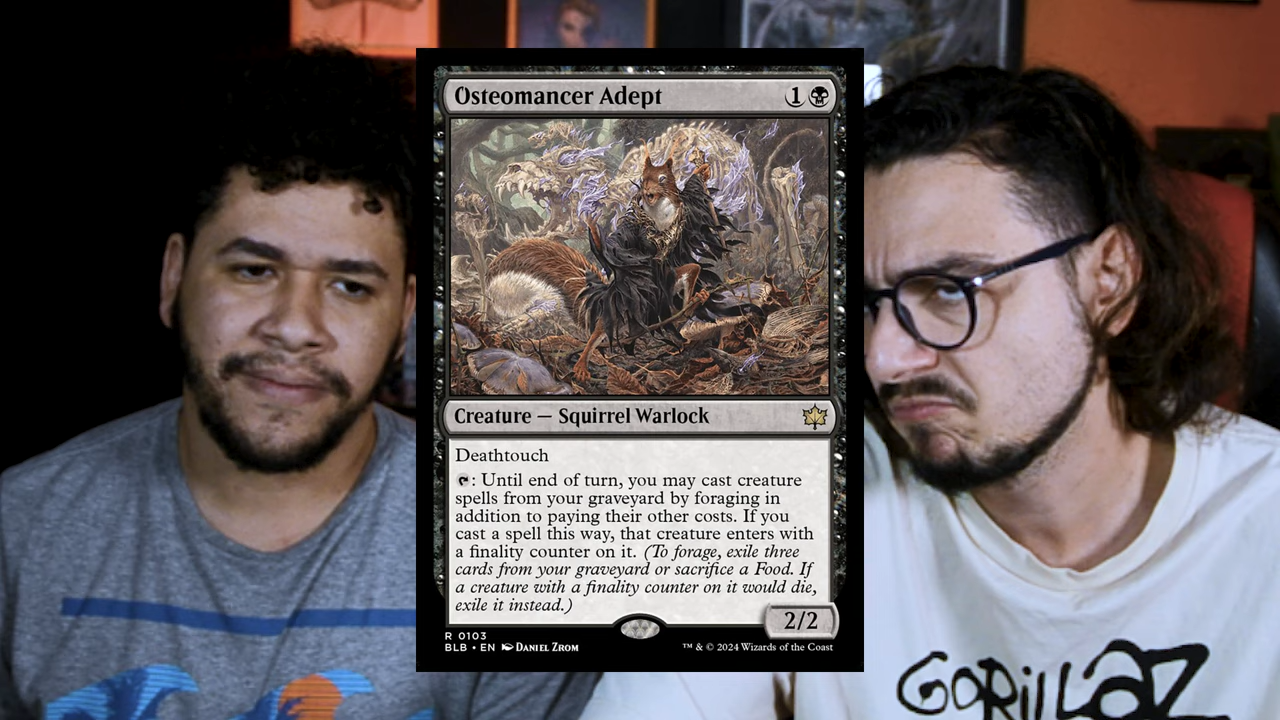 Osteomancer Adept 1
Creature — Squirrel Warlock
Deathtouch
: Until end of turn, you may cast creature
spells from your graveyard by foraging in
addition to paying their other costs. If you
cast a spell this way, that creature enters with
a finality counter on it. (To forage, exile three
cards from your graveyard or sacrifice a Food. If
a creature with a finality counter on it would die,
exile it instead.)
2/2
R 0103
BLB • EN DANIEL ZROM
™ & © 2024 Wizards of the Coast
GORILLAZ